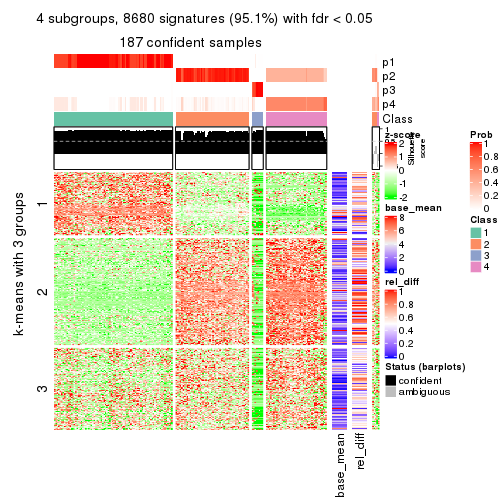 4 subgroups, 8680 signatures (95.1%) with fdr < 0.05
187 confident samples
p1
p2
p3
p4
Class
Silhouette
score
k-means with 3 groups
1
2
3
base_mean
rel_diff
z-score
2
1
0
-1
-2
base_mean
8
6
4
2
0
rel_diff
1
0.8
0.6
0.4
0.2
0
Status (barplots)
confident
ambiguous
Prob
1
0.8
0.6
0.4
0.2
0
Class
1
2
3
4